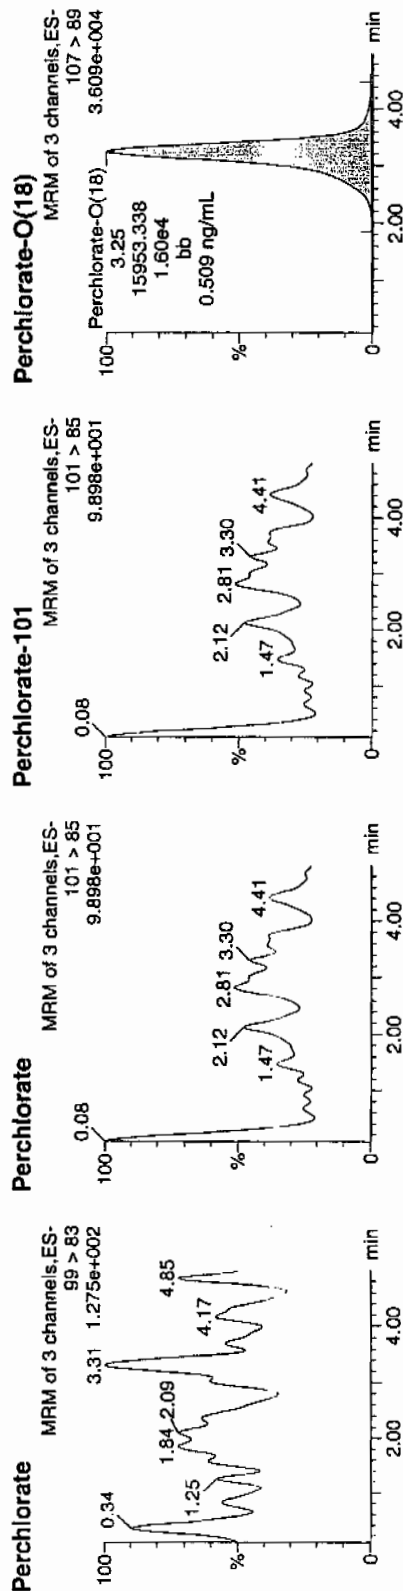 Perchlorate
MRM of 3 channels,ES-
99 > 83
1.275e+002
100
%
0
0.34
1.25
1.84
2.09
3.31
4.17
4.85
2.00
4.00
min
Perchlorate
MRM of 3 channels,ES-
101 > 85
9.898e+001
100
%
0
0.08
1.47
2.12
2.81
3.30
4.41
2.00
4.00
min
Perchlorate-101
MRM of 3 channels,ES-
101 > 85
9.898e+001
100
%
0
0.08
1.47
2.12
2.81
3.30
4.41
2.00
4.00
min
Perchlorate-O(18)
MRM of 3 channels,ES-
107 > 89
3.609e+004
Perchlorate-O(18)
3.25
15953.338
1.60e4
bb
0.509 ng/mL
100
%
0
2.00
4.00
min